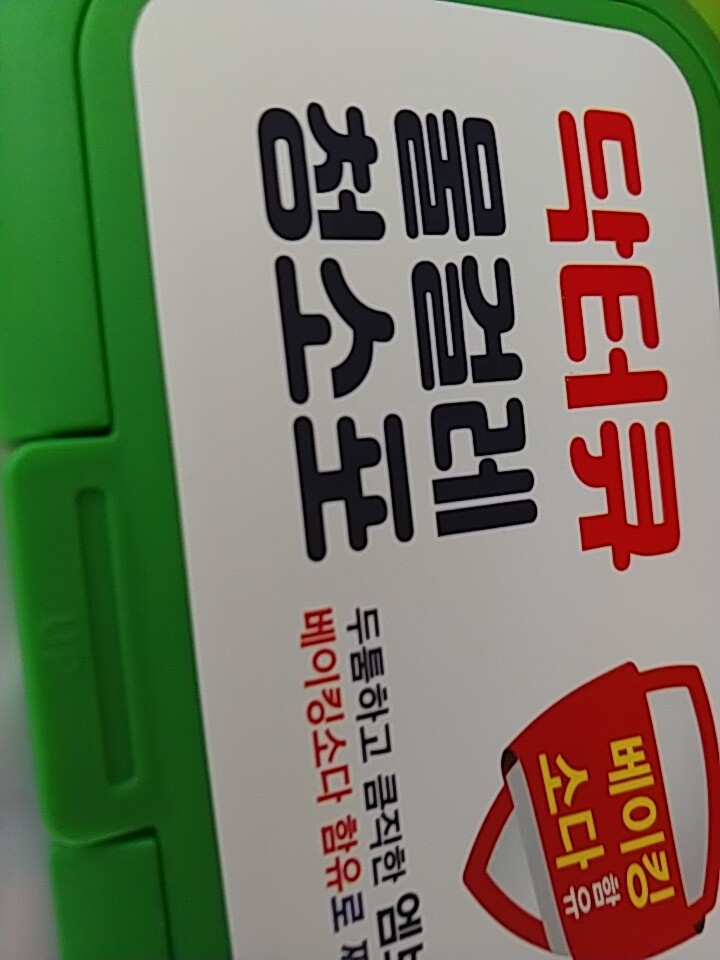 닥터큐
물걸레
청소포
두툼하고 큼직한
베이킹소다 함유로
베이킹
소다 함유
UP